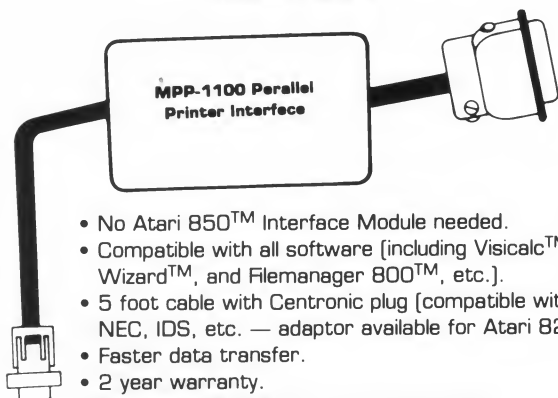 MPP-1100 Parallel
Printer Interface
• No Atari 850™ Interface Module needed.
• Compatible with all software (including Visicalc™
Wizard™, and Filemanager 800™, etc.).
• 5 foot cable with Centronic plug (compatible
NEC, IDS, etc. — adaptor available for Atari
• Faster data transfer.
• 2 year warranty.